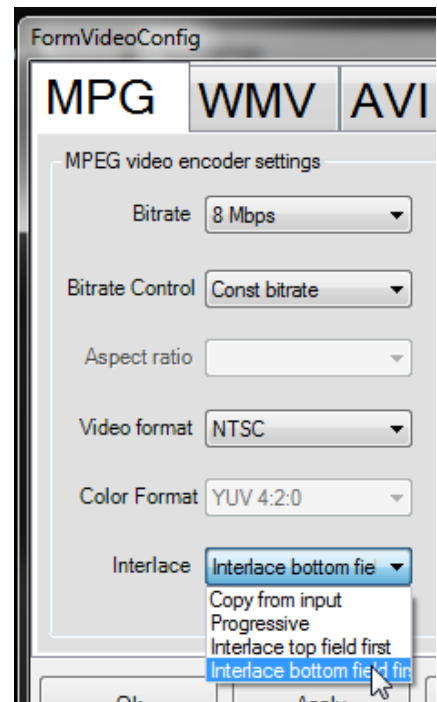 FormVideoConfig
MPG WMV AVI
MPEG video encoder settings
Bitrate 8 Mbps
Bitrate Control Const bitrate
Aspect ratio
Video format NTSC
Color Format YUV 4:2:0
Interlace Interlace bottom fiel
Copy from input
Progressive
Interlace top field first
Interlace bottom field firs